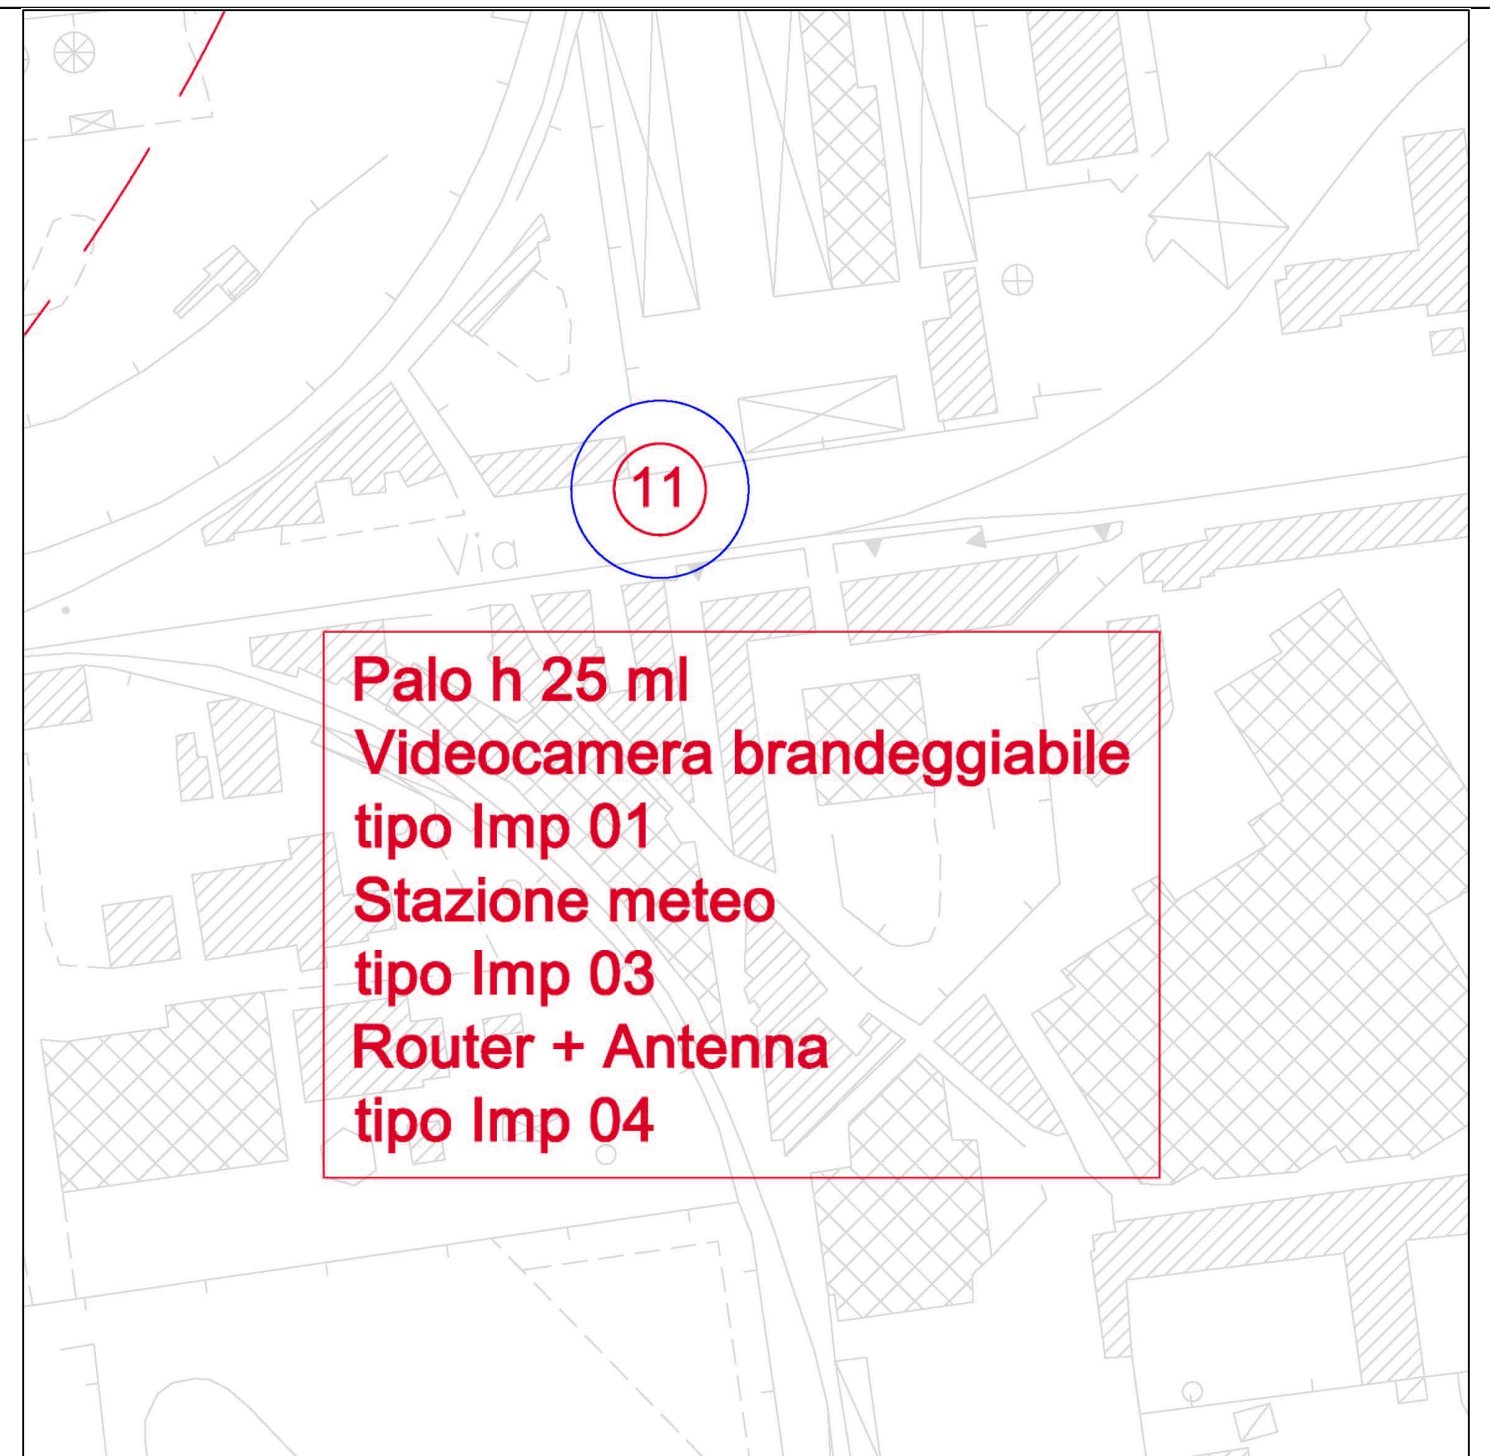 11
Via
Palo h 25 ml
Videocamera brandeggiabile
tipo Imp 01
Stazione meteo
tipo Imp 03
Router + Antenna
tipo Imp 04